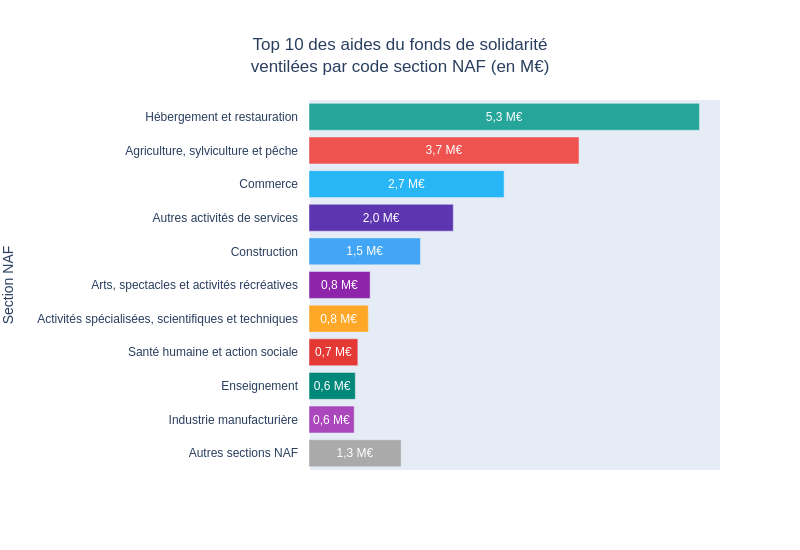 Top 10 des aides du fonds de solidarité
ventilées par code section NAF (en M€)
Section NAF
Hébergement et restauration 5,3 M€
Agriculture, sylviculture et pêche 3,7 M€
Commerce 2,7 M€
Autres activités de services 2,0 M€
Construction 1,5 M€
Arts, spectacles et activités récréatives 0,8 M€
Activités spécialisées, scientifiques et techniques 0,8 M€
Santé humaine et action sociale 0,7 M€
Enseignement 0,6 M€
Industrie manufacturière 0,6 M€
Autres sections NAF 1,3 M€